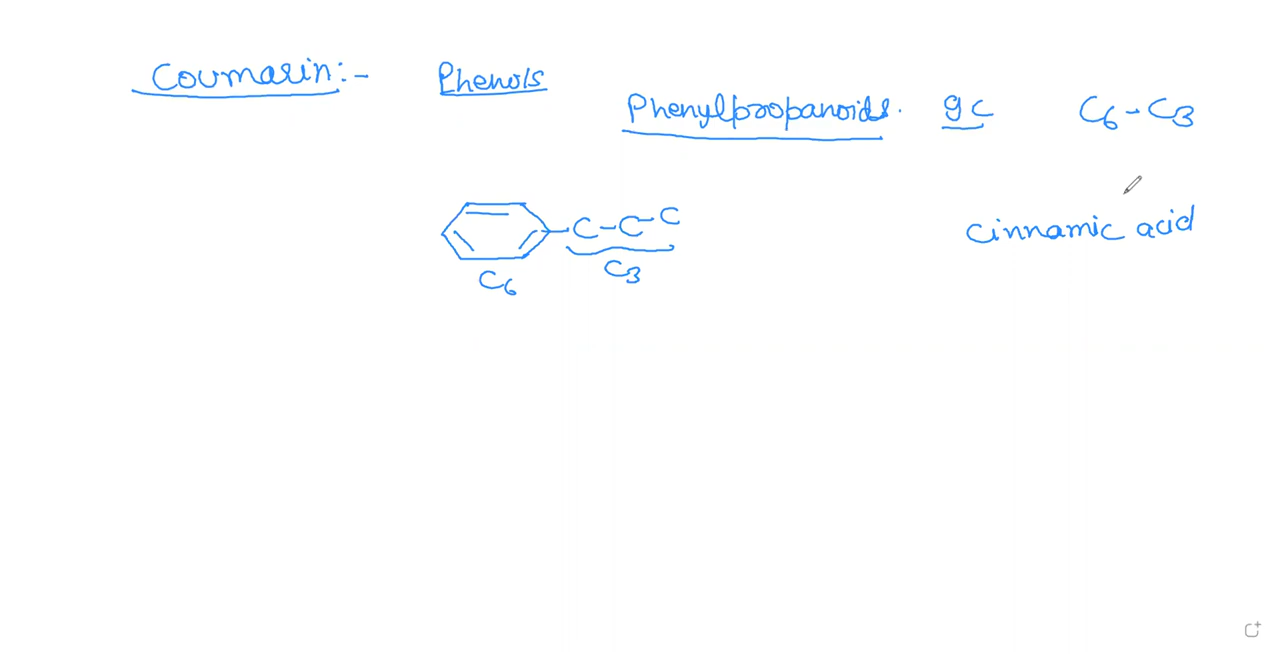 Coumarin:- Phenols
Phenylpropanoids. 9C C6-C3
C-C-C
cinnamic acid
C6 C3